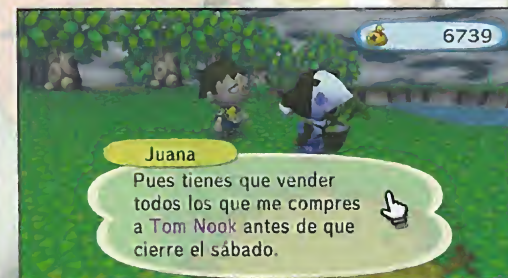 6739
Juana
Pues tienes que vender
todos los que me compres
a Tom Nook antes de que
cierre el sábado.